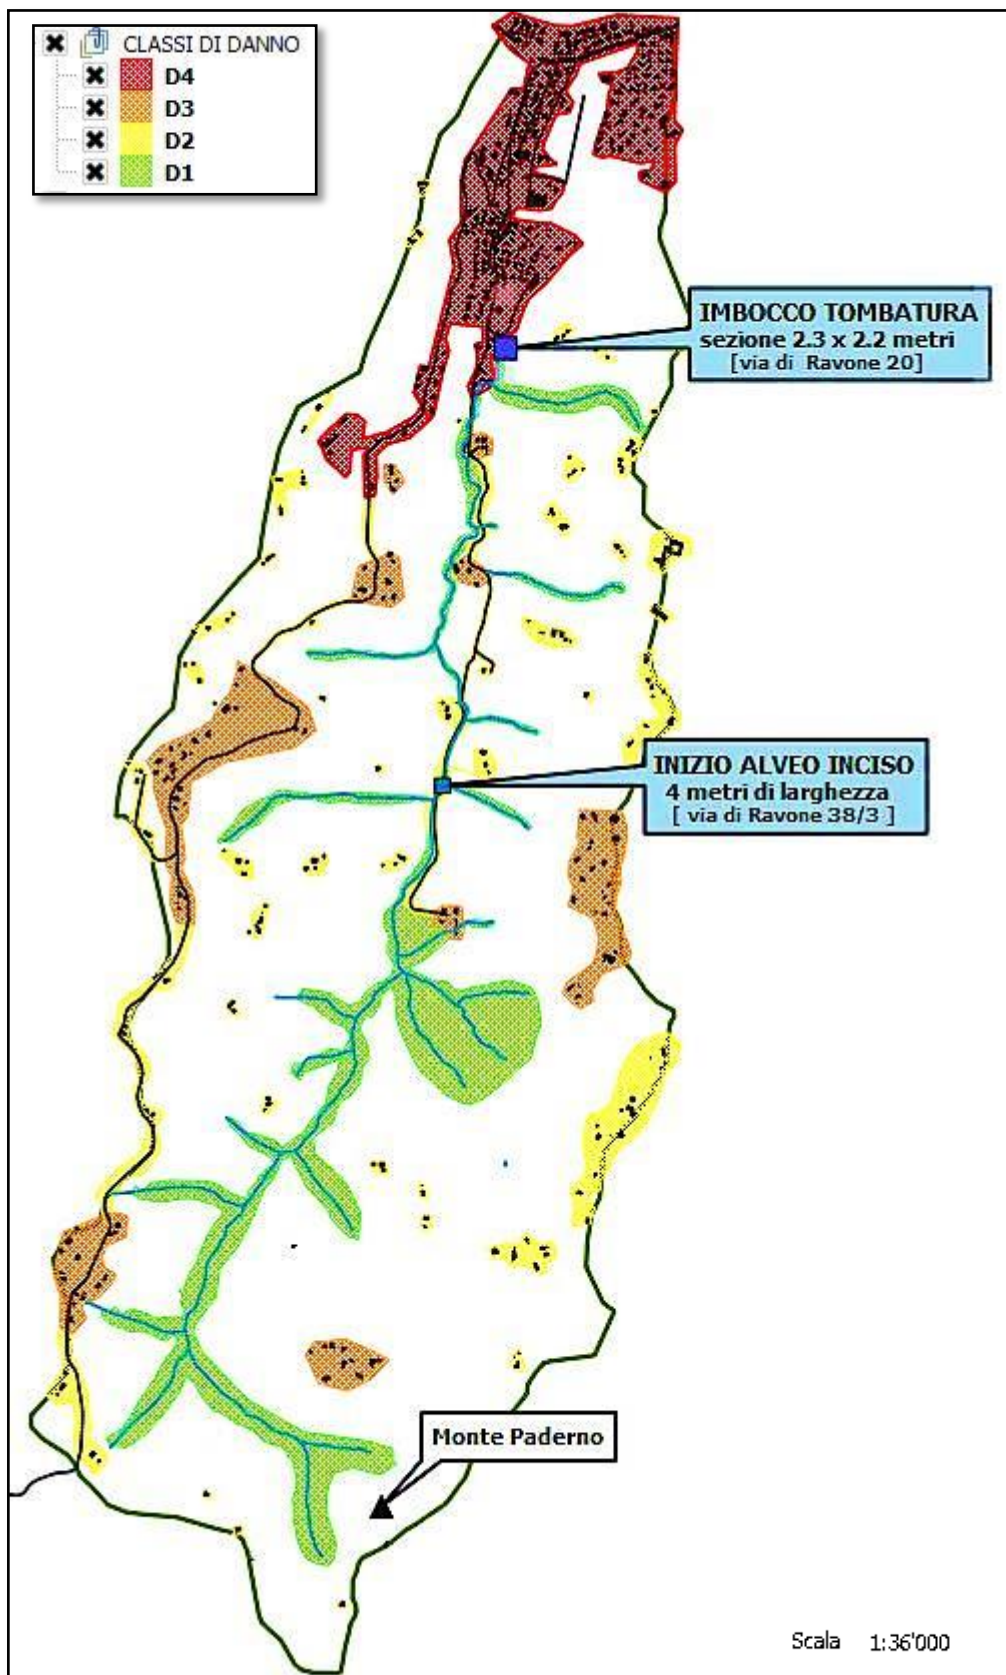 CLASSI DI DANNO
D4
D3
D2
D1
IMBOCCO TOMBATURA
sezione 2.3 x 2.2 metri
[via di Ravone 20]
INIZIO ALVEO INCISO
4 metri di larghezza
[ via di Ravone 38/3 ]
Monte Paderno
Scala 1:36'000